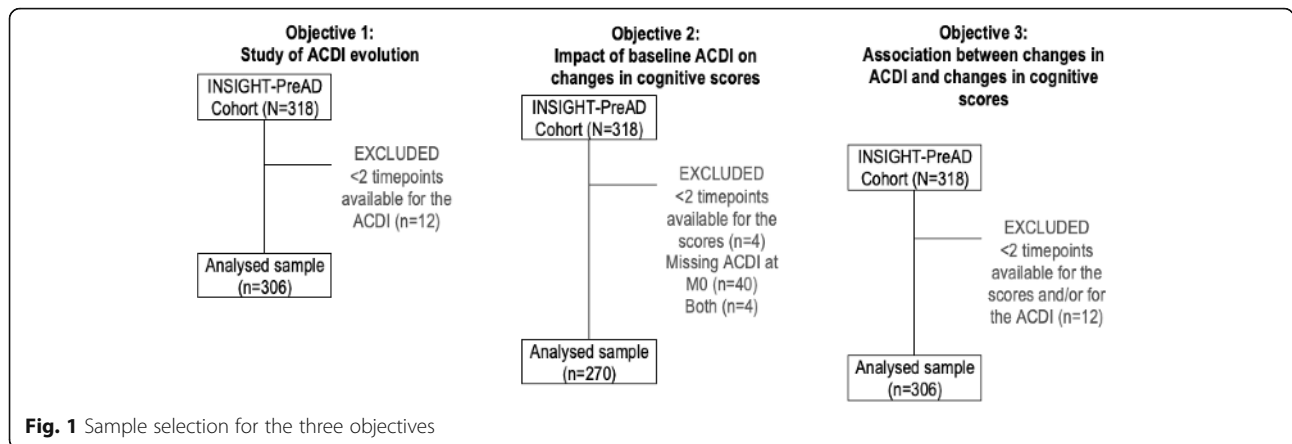 Objective 1:
Study of ACDI evolution
INSIGHT-PreAD
Cohort (N=318)
EXCLUDED
<2 timepoints
available for the
ACDI (n=12)
Analysed sample
(n=306)
Objective 2:
Impact of baseline ACDI on
changes in cognitive scores
INSIGHT-PreAD
Cohort (N=318)
EXCLUDED
<2 timepoints
available for the
scores (n=4)
Missing ACDI at
M0 (n=40)
Both (n=4)
Analysed sample
(n=270)
Objective 3:
Association between changes in
ACDI and changes in cognitive
scores
INSIGHT-PreAD
Cohort (N=318)
EXCLUDED
<2 timepoints
available for the
scores and/or for
the ACDI (n=12)
Analysed sample
(n=306)
Fig. 1 Sample selection for the three objectives